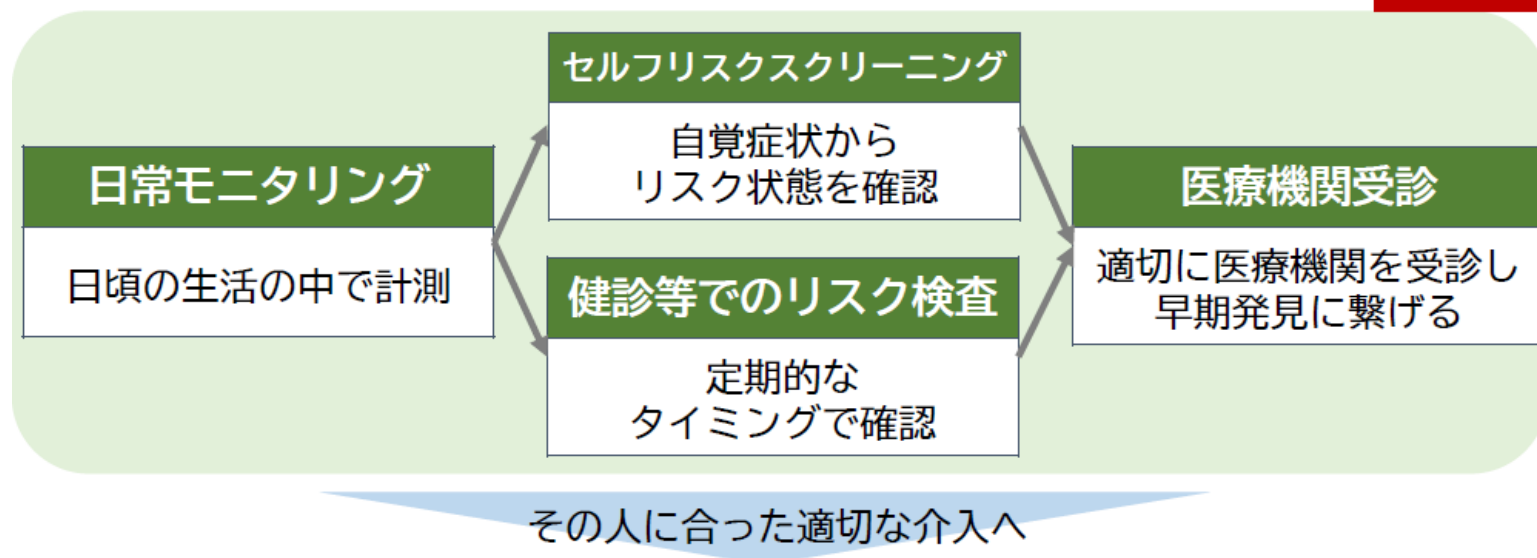 日常モニタリング
日頃の生活の中で計測
セルフリスクスクリーニング
自覚症状から
リスク状態を確認
健診等でのリスク検査
定期的な
タイミングで確認
医療機関受診
適切に医療機関を受診し
早期発見に繋げる
その人に合った適切な介入へ